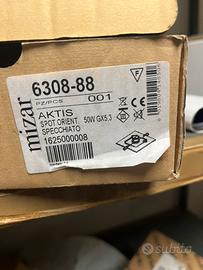 mizar
6308-88
PZ/PCS 001
AKTIS
SPOT ORIENT. 50W GX5,3
SPECCHIATO
1625000008
F
subito